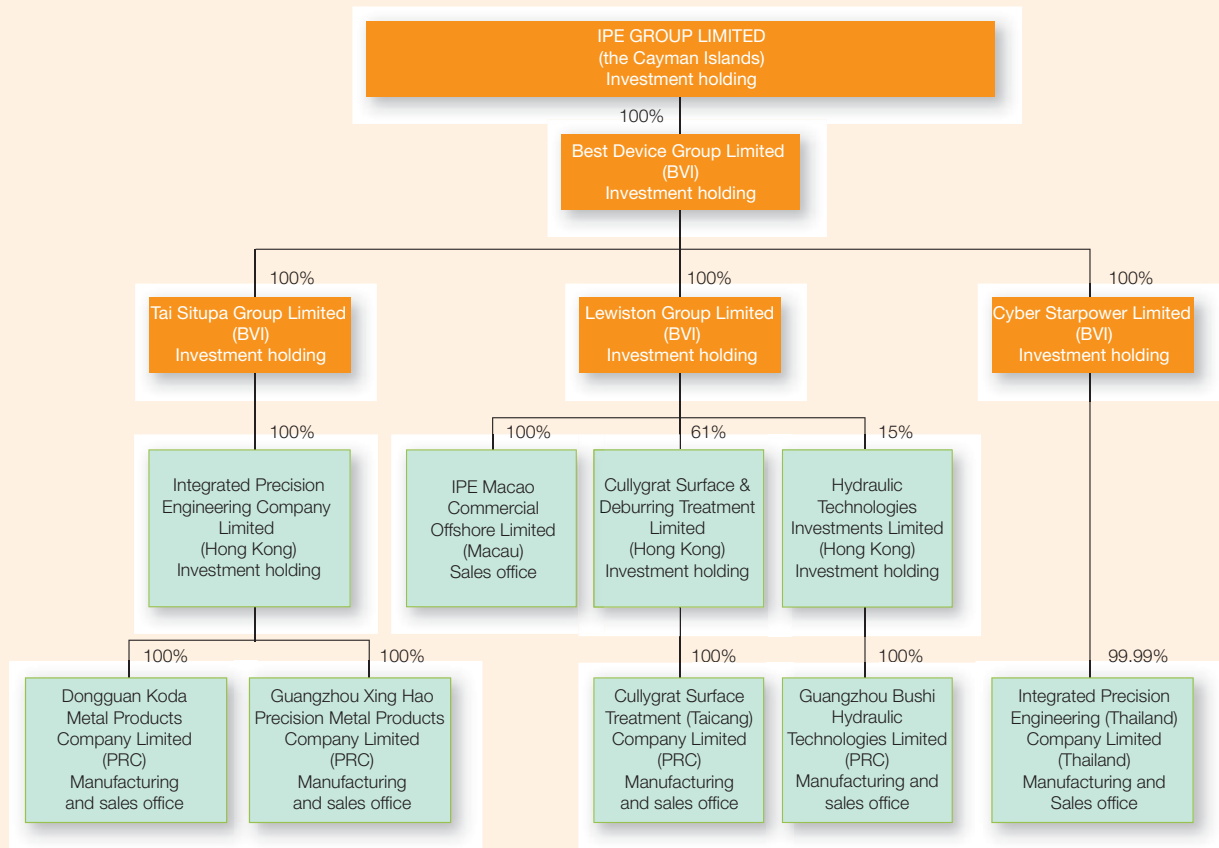 IPE GROUP LIMITED
(the Cayman Islands)
Investment holding
100%
Best Device Group Limited
(BVI)
Investment holding
100%
100%
100%
Tai Situpa Group Limited
(BVI)
Investment holding
Lewiston Group Limited
(BVI)
Investment holding
Cyber Starpower Limited
(BVI)
Investment holding
100%
100%
61%
15%
Integrated Precision
Engineering Company
Limited
(Hong Kong)
Investment holding
IPE Macao
Commercial
Offshore Limited
(Macau)
Sales office
Cullygrat Surface &
Deburring Treatment
Limited
(Hong Kong)
Investment holding
Hydraulic
Technologies
Investments Limited
(Hong Kong)
Investment holding
100%
100%
100%
100%
99.99%
Dongguan Koda
Metal Products
Company Limited
(PRC)
Manufacturing
and sales office
Guangzhou Xing Hao
Precision Metal Products
Company Limited
(PRC)
Manufacturing
and sales office
Cullygrat Surface
Treatment (Taicang)
Company Limited
(PRC)
Manufacturing
and sales office
Guangzhou Bushi
Hydraulic
Technologies Limited
(PRC)
Manufacturing and
sales office
Integrated Precision
Engineering (Thailand)
Company Limited
(Thailand)
Manufacturing and
Sales office